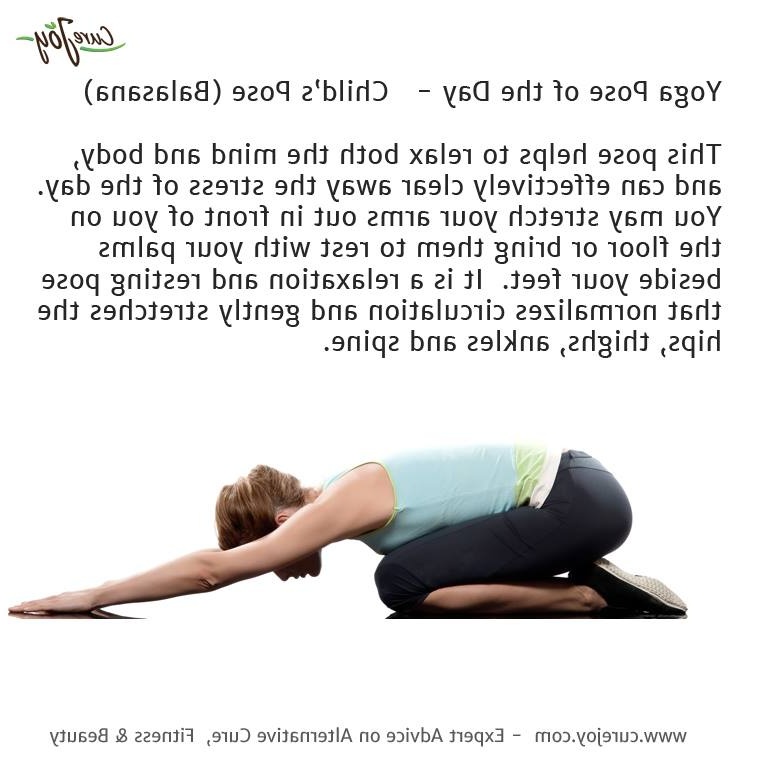 CureJoy
Yoga Pose of the Day - Child's Pose (Balasana)
This pose helps to relax both the mind and body,
and can effectively clear away the stress of the day.
You may stretch your arms out in front of you on
the floor or bring them to rest with your palms
beside your feet. It is a relaxation and resting pose
that normalizes circulation and gently stretches the
hips, thighs, ankles and spine.
www.curejoy.com - Expert Advice on Alternative Cure, Fitness & Beauty